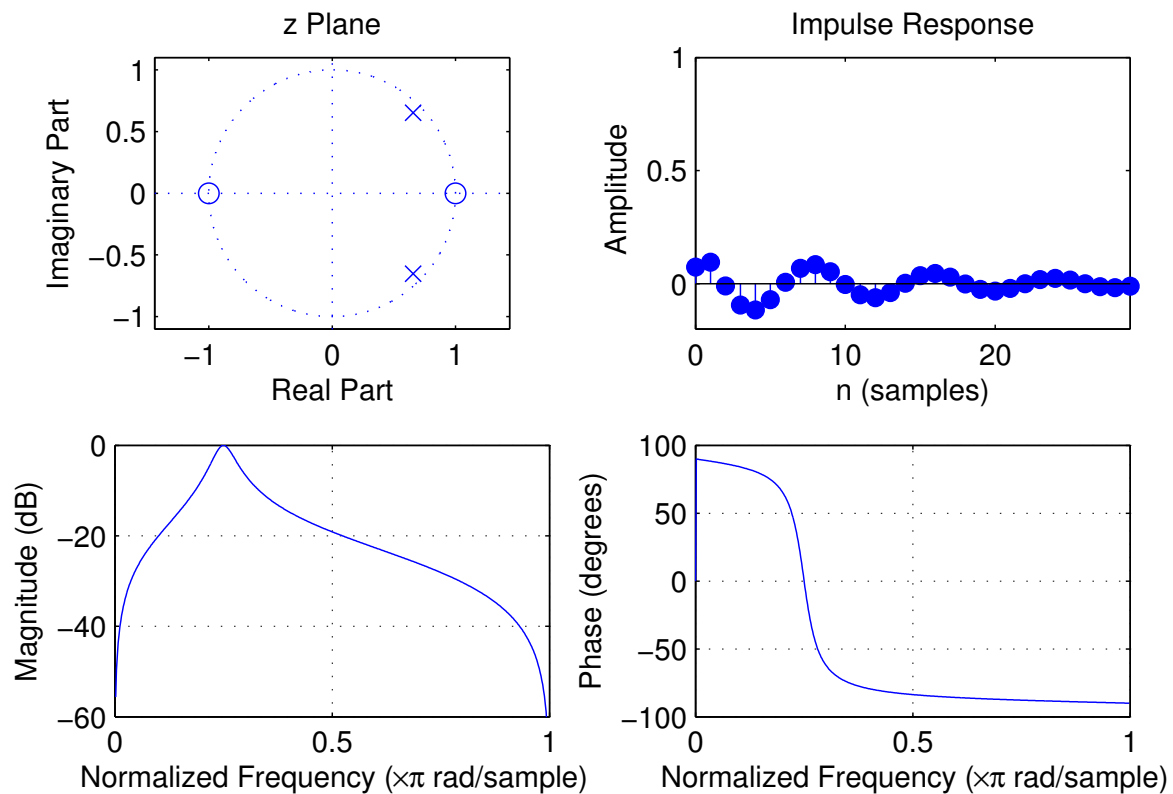 z Plane
Imaginary Part
1
0.5
0
−0.5
−1
−1 0 1
Real Part
Impulse Response
Amplitude
1
0.5
0
0 10 20
n (samples)
Magnitude (dB)
0
−20
−40
−60
0 0.5 1
Normalized Frequency (×π rad/sample)
Phase (degrees)
100
50
0
−50
−100
0 0.5 1
Normalized Frequency (×π rad/sample)